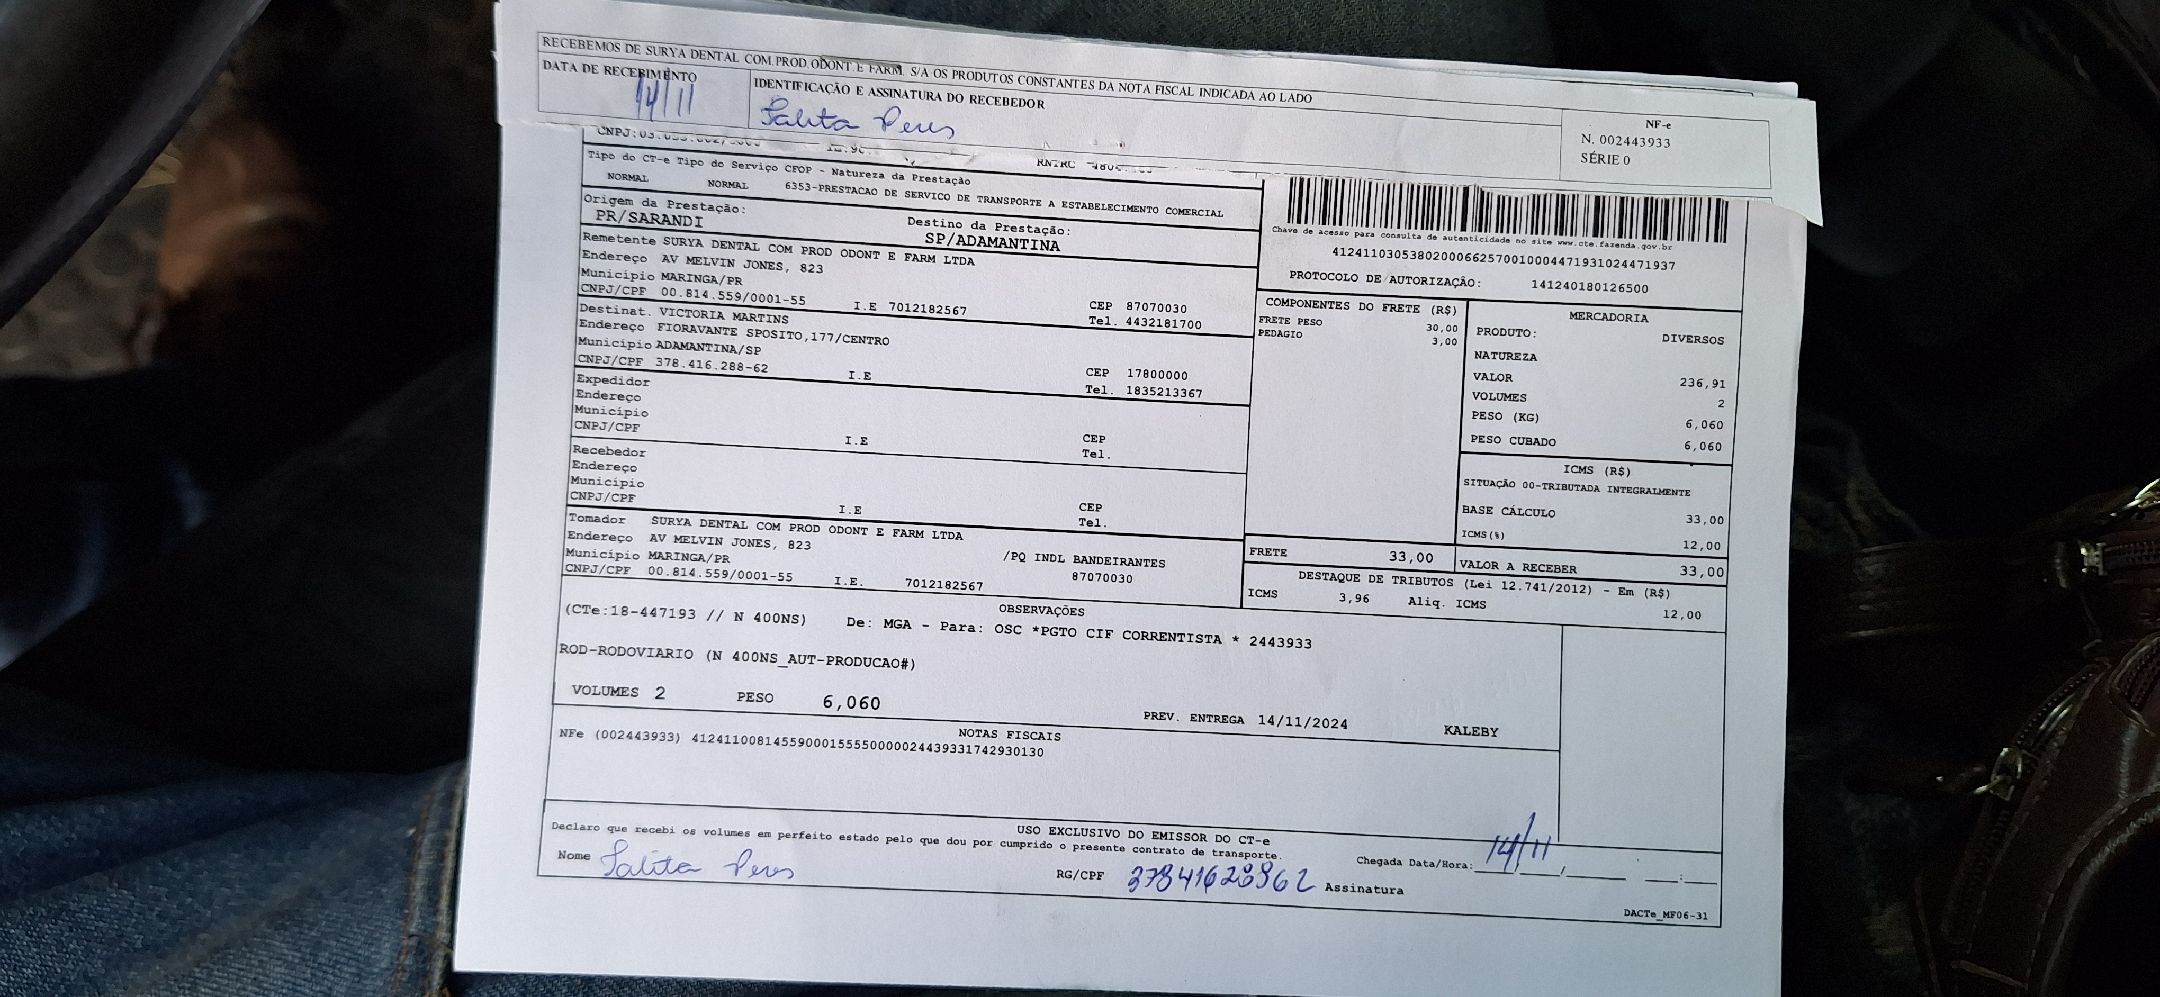 RECEBEMOS DE SURYA DENTAL COM.PROD.ODONT.E FARM. S/A OS PRODUTOS CONSTANTES DA NOTA FISCAL INDICADA AO LADO
DATA DE RECEBIMENTO 14/11
IDENTIFICAÇÃO E ASSINATURA DO RECEBEDOR
Talita Peres
NF-e
N. 002443933
SÉRIE 0
CNPJ:
RNTRC
Tipo do CT-e Tipo do Serviço CFOP - Natureza da Prestação
NORMAL NORMAL 6353-PRESTACAO DE SERVICO DE TRANSPORTE A ESTABELECIMENTO COMERCIAL
Origem da Prestação: Destino da Prestação:
PR/SARANDI SP/ADAMANTINA
Remetente SURYA DENTAL COM PROD ODONT E FARM LTDA
Endereço AV MELVIN JONES, 823
Município MARINGA/PR CEP 87070030
CNPJ/CPF 00.814.559/0001-55 I.E 7012182567 Tel. 4432181700
Destinat. VICTORIA MARTINS
Endereço FIORAVANTE SPOSITO,177/CENTRO
Município ADAMANTINA/SP CEP 17800000
CNPJ/CPF 378.416.288-62 I.E Tel. 1835213367
Expedidor
Endereço
Município CEP
CNPJ/CPF I.E Tel.
Recebedor
Endereço
Município CEP
CNPJ/CPF I.E Tel.
Tomador SURYA DENTAL COM PROD ODONT E FARM LTDA
Endereço AV MELVIN JONES, 823 /PQ INDL BANDEIRANTES
Município MARINGA/PR 87070030
CNPJ/CPF 00.814.559/0001-55 I.E. 7012182567
Chave de acesso para consulta de autenticidade no site www.cte.fazenda.gov.br
41241103053802000662570010004471931024471937
PROTOCOLO DE AUTORIZAÇÃO: 141240180126500
COMPONENTES DO FRETE (R$)
FRETE PESO 30,00
PEDAGIO 3,00
MERCADORIA
PRODUTO: DIVERSOS
NATUREZA
VALOR 236,91
VOLUMES 2
PESO (KG) 6,060
PESO CUBADO 6,060
ICMS (R$)
SITUAÇÃO 00-TRIBUTADA INTEGRALMENTE
BASE CÁLCULO 33,00
ICMS(%) 12,00
FRETE 33,00 VALOR A RECEBER 33,00
DESTAQUE DE TRIBUTOS (Lei 12.741/2012) - Em (R$)
ICMS 3,96 Aliq. ICMS 12,00
OBSERVAÇÕES
(CTe:18-447193 // N 400NS) De: MGA - Para: OSC *PGTO CIF CORRENTISTA * 2443933
ROD-RODOVIARIO (N 400NS_AUT-PRODUCAO#)
VOLUMES 2 PESO 6,060 PREV. ENTREGA 14/11/2024 KALEBY
NOTAS FISCAIS
NFe (002443933) 41241100814559000155550000024439331742930130
USO EXCLUSIVO DO EMISSOR DO CT-e
Declaro que recebi os volumes em perfeito estado pelo que dou por cumprido o presente contrato de transporte.
Nome Talita Peres RG/CPF 37841628862 Assinatura
Chegada Data/Hora: 14/11
DACTe_MF06-31